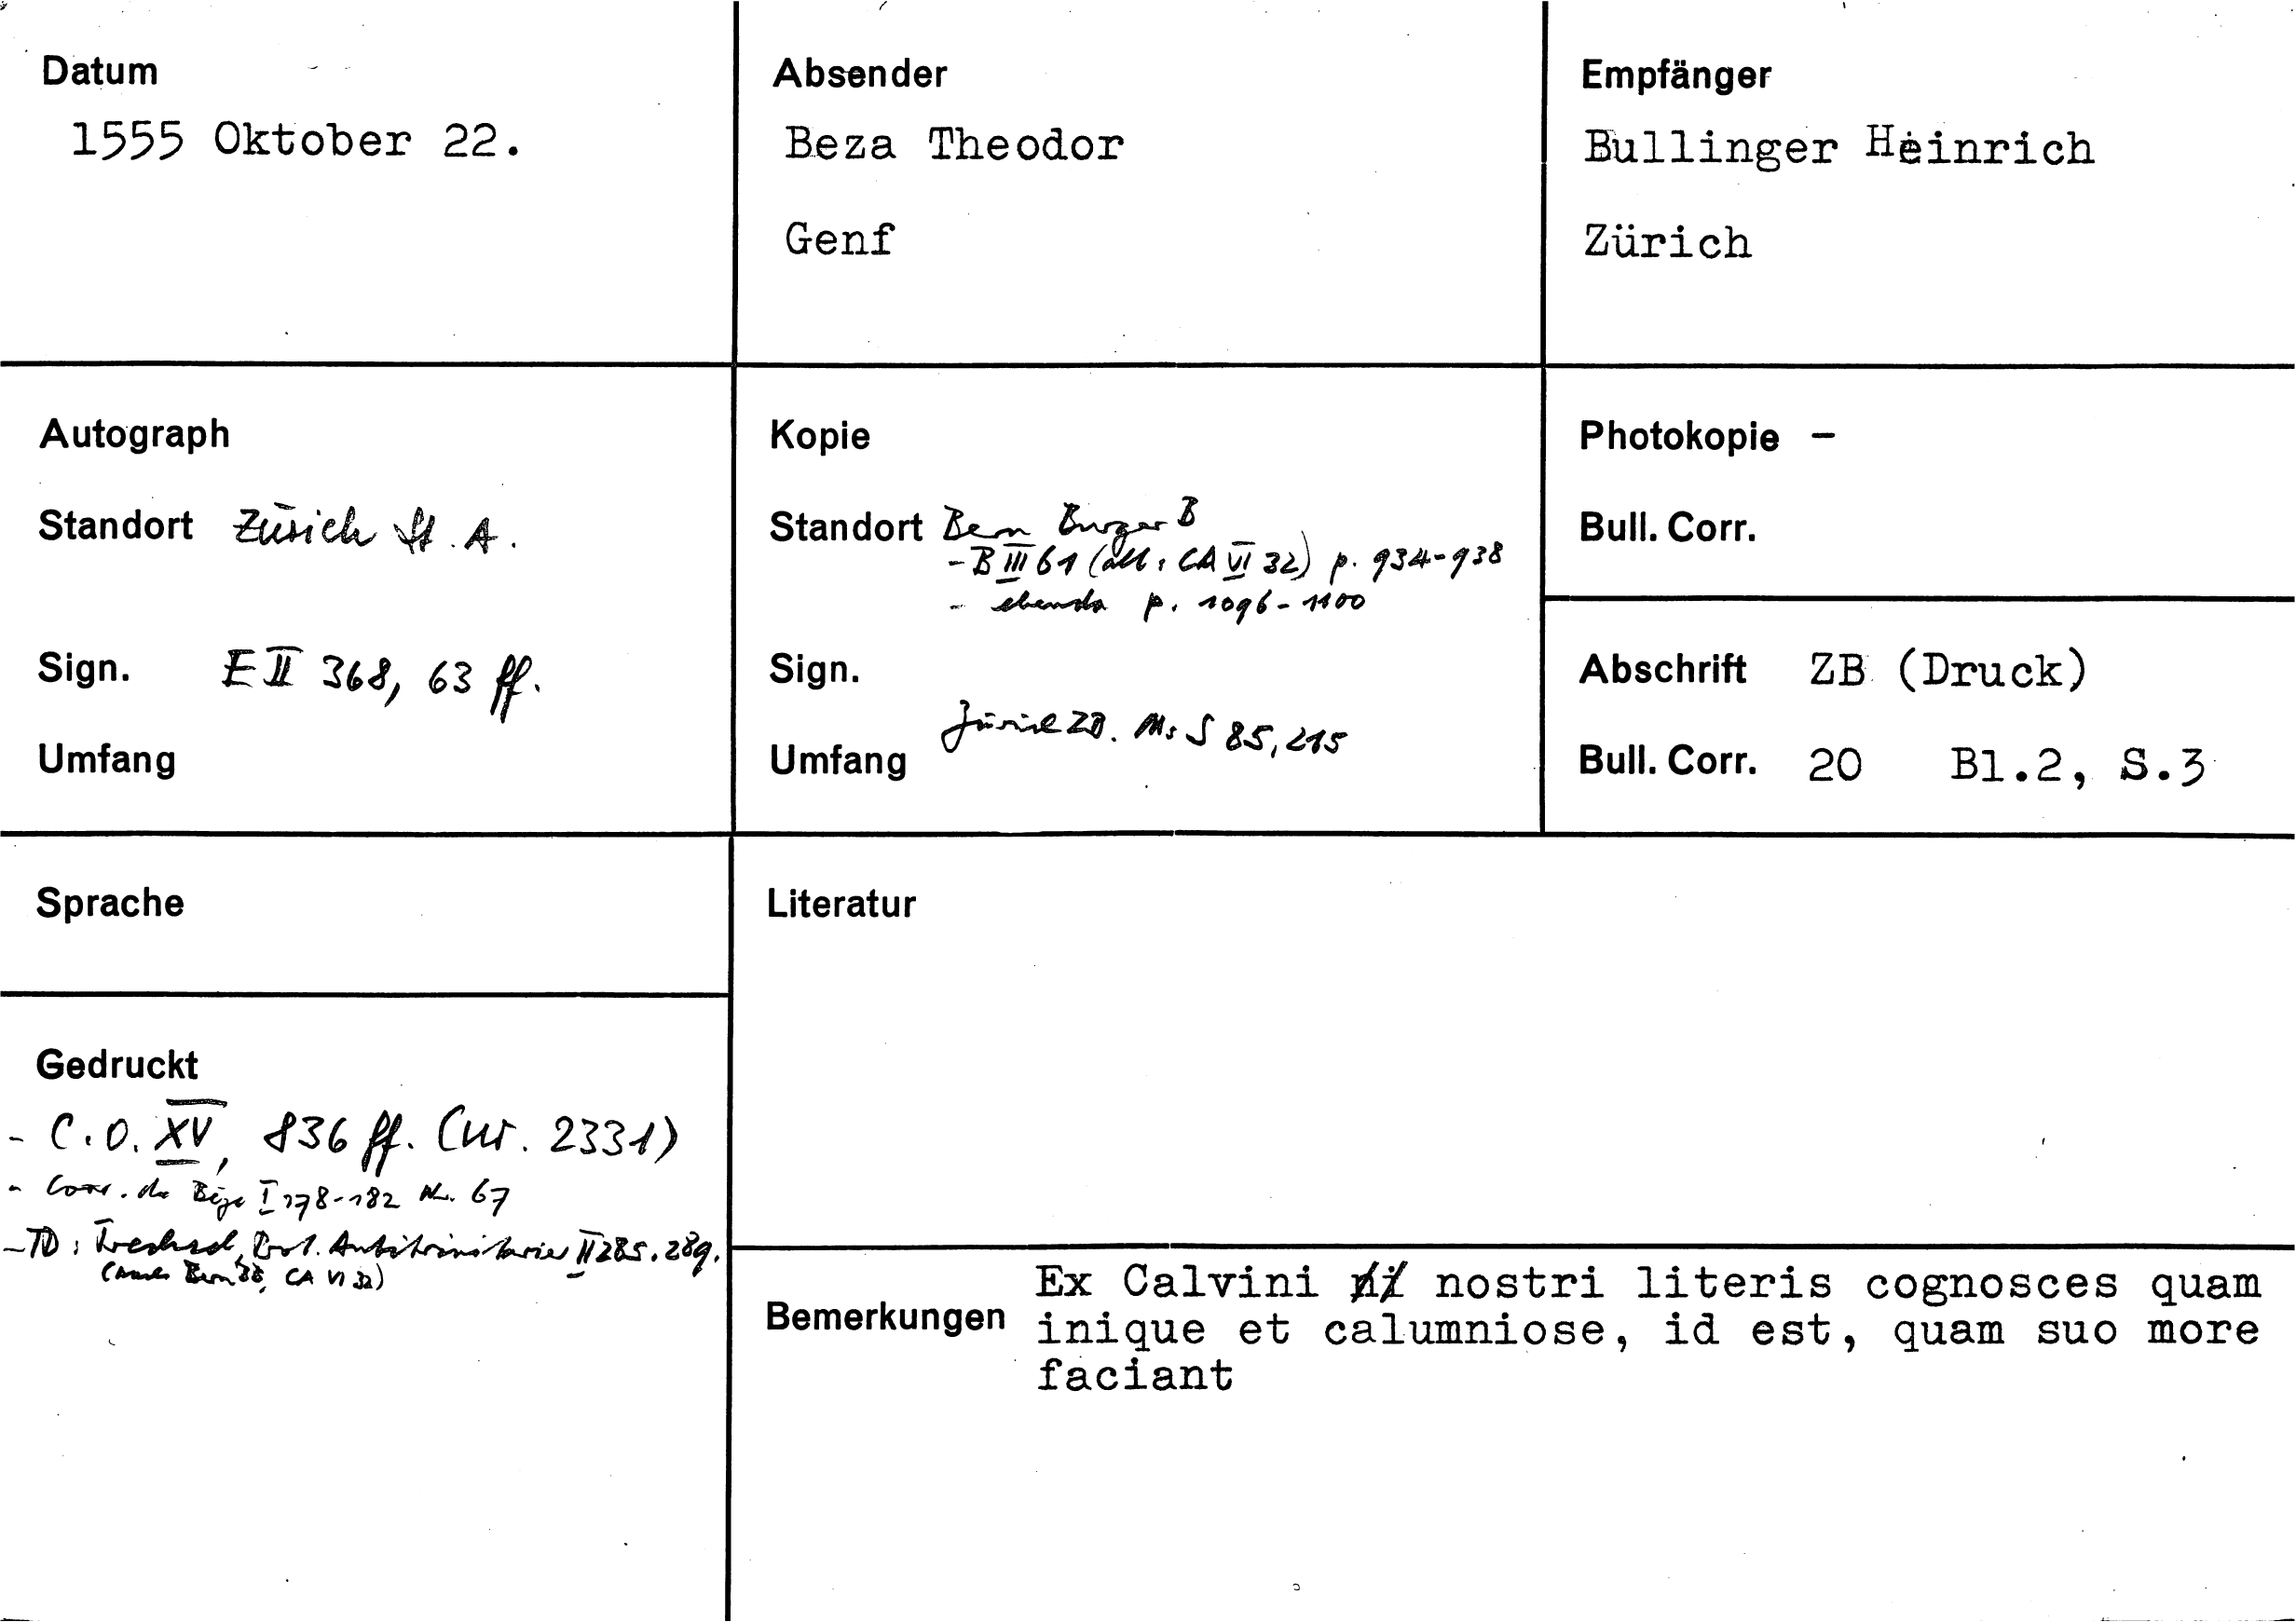 Datum
1555 Oktober 22.
Absender
Beza Theodor
Genf
Empfänger
Bullinger Heinrich
Zürich
Autograph
Standort Zürich St. A.
Sign. E II 368, 63 ff.
Umfang
Kopie
Standort Bern Burger B
- B III 61 (alt: CA VI 32) p. 934-938
- ebenda p. 1096-1100
Sign.
Zürich ZB. Ms S 85, 215
Umfang
Photokopie -
Bull. Corr.
Abschrift ZB (Druck)
Bull. Corr. 20 Bl.2, S.3
Sprache
Literatur
Gedruckt
- C.O. XV, 836 ff. (nr. 2331)
- Corr. de Bèze I 178-182 Nr. 67
- TD: Trechsel, Prot. Antitrinitarier II 285. 289.
Bern BB, CA VI 32)
Bemerkungen
Ex Calvini nostri literis cognosces quam
inique et calumniose, id est, quam suo more
faciant